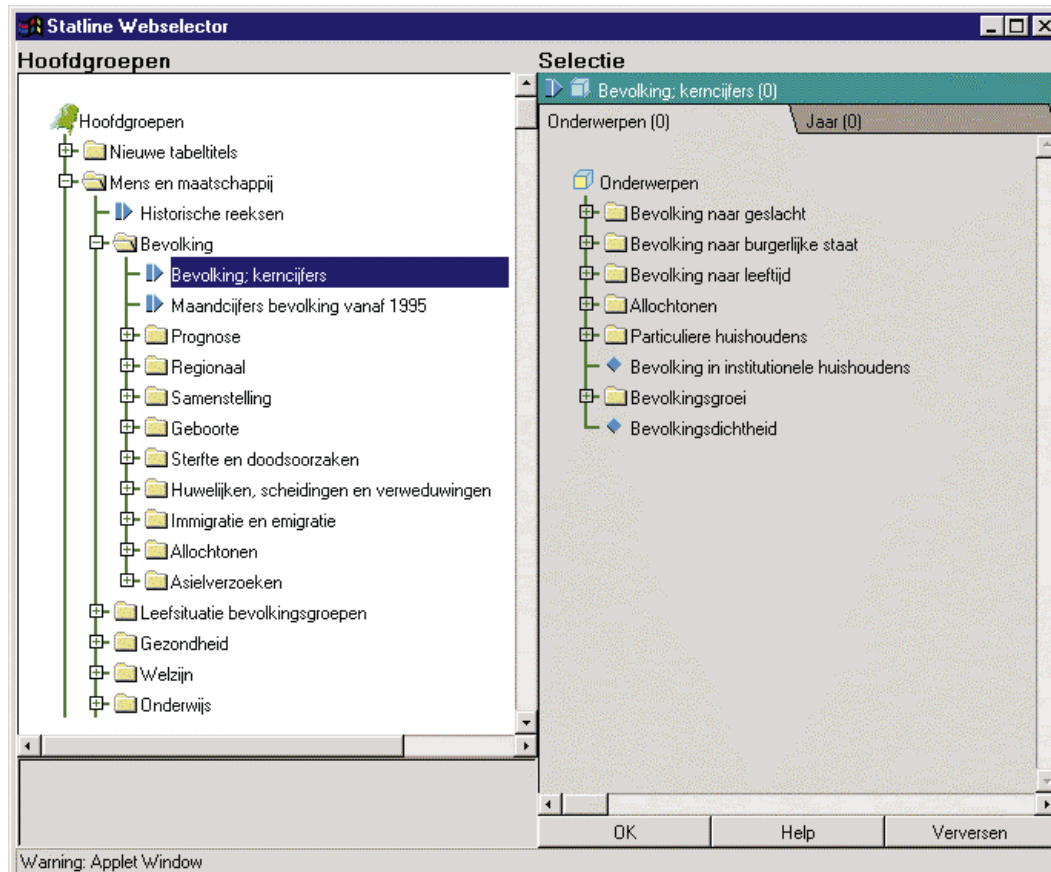 Statline Webselector
Hoofdgroepen
Hoofdgroepen
Nieuwe tabeltitels
Mens en maatschappij
Historische reeksen
Bevolking
Bevolking; kerncijfers
Maandcijfers bevolking vanaf 1995
Prognose
Regionaal
Samenstelling
Geboorte
Sterfte en doodsoorzaken
Huwelijken, scheidingen en verweduwingen
Immigratie en emigratie
Allochtonen
Asielverzoeken
Leefsituatie bevolkingsgroepen
Gezondheid
Welzijn
Onderwijs
Selectie
Bevolking; kerncijfers (0)
Onderwerpen (0) Jaar (0)
Onderwerpen
Bevolking naar geslacht
Bevolking naar burgerlijke staat
Bevolking naar leeftijd
Allochtonen
Particuliere huishoudens
Bevolking in institutionele huishoudens
Bevolkingsgroei
Bevolkingsdichtheid
OK Help Verversen
Warning: Applet Window